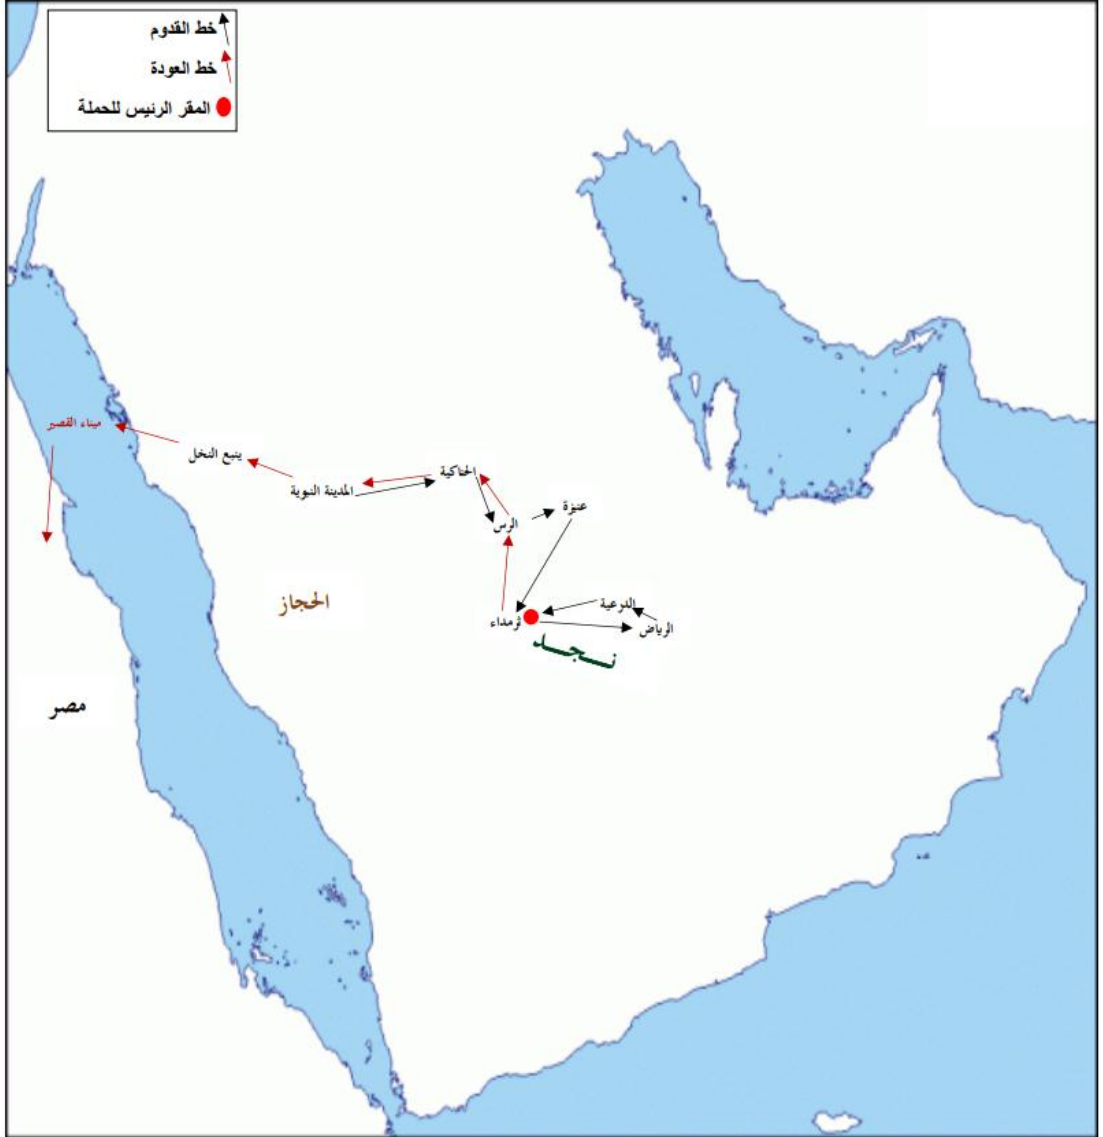 خط القدوم
خط العودة
المقر الرئيس للحملة
ميناء القصير
ينبع النخل
المدينة النبوية
الحناكية
الرس
عنيزة
الحجاز
الدرعية
ثرمداء
الرياض
نــجــد
مصر